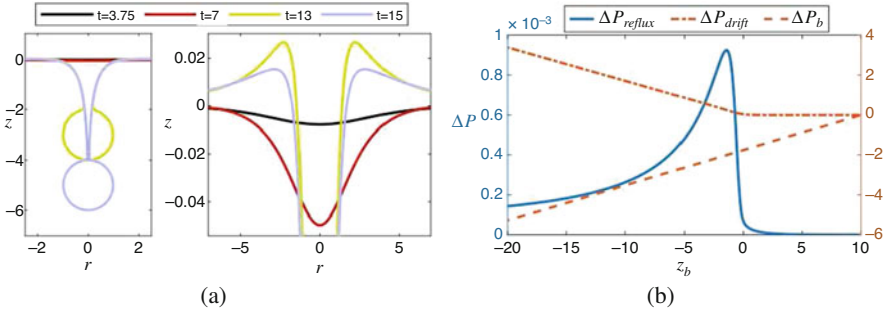 t=3.75 t=7 t=13 t=15
(a)
z
0
-2
-4
-6
-2 0 2
r
z
0.02
0
-0.02
-0.04
-5 0 5
r
(a)
ΔP_reflux ΔP_drift ΔP_b
1 × 10⁻³
ΔP
0.8
0.6
0.4
0.2
0
4
2
0
-2
-4
-6
-20 -15 -10 -5 0 5 10
z_b
(b)
(b)